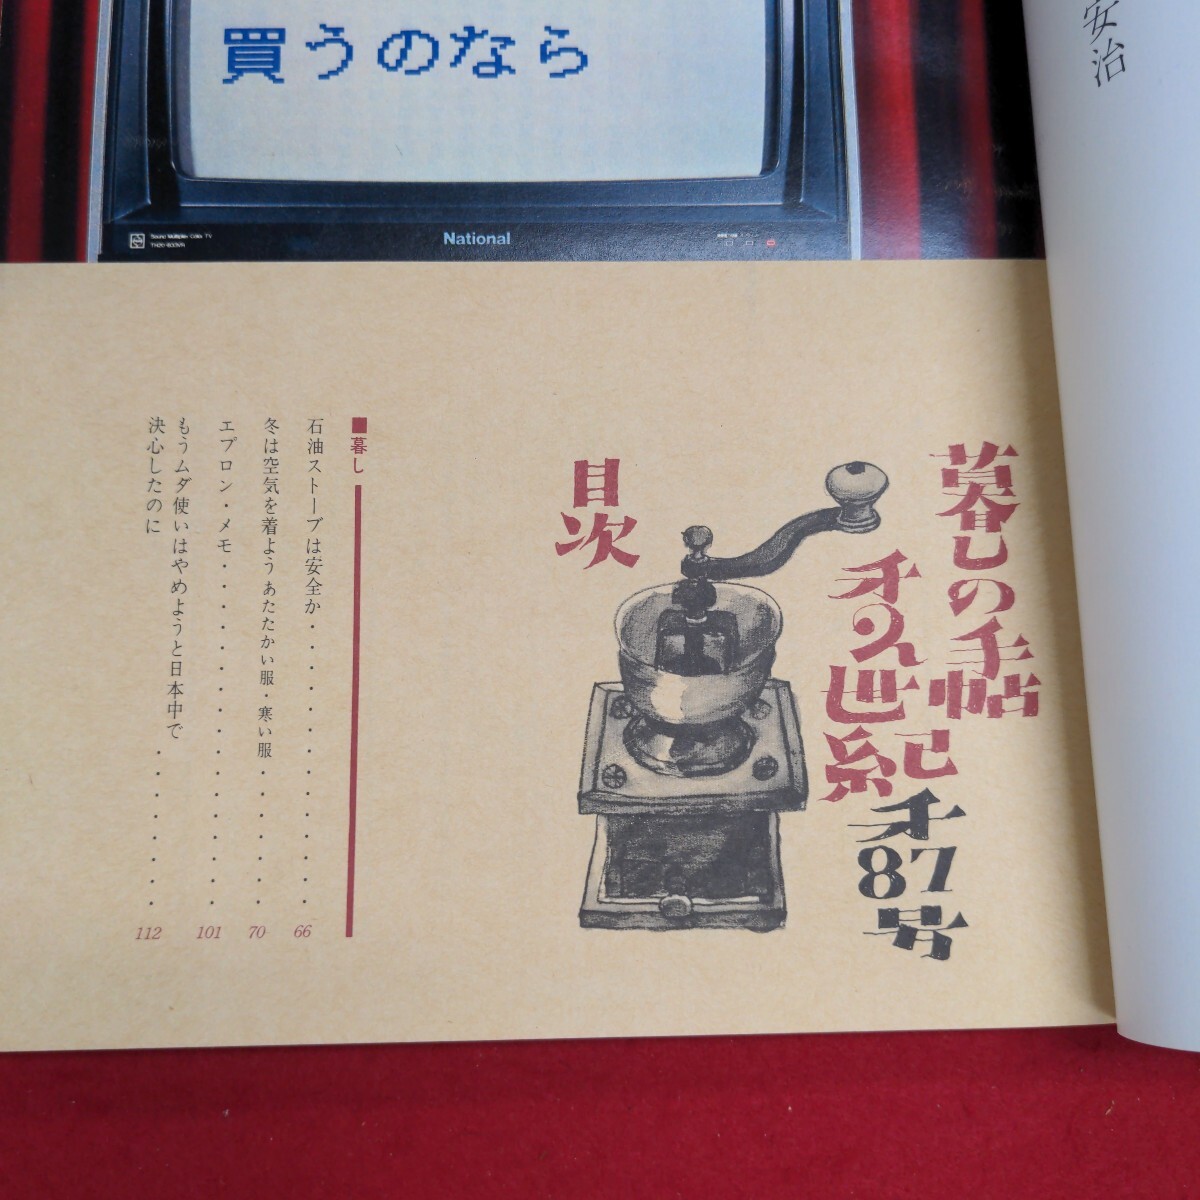 買うのなら
Sound Multiplex Color TV
National
安治
暮しの手帖
第2世紀
第87号
目次
■暮し
石油ストーブは安全か・・・・・・・・・・・・ 66
冬は空気を着よう あたたかい服・寒い服・・・・・・・ 70
エプロン・メモ・・・・・・・・・・・・・・・・・ 101
もうムダ使いはやめようと日本中で
決心したのに・・・・・・・・ 112